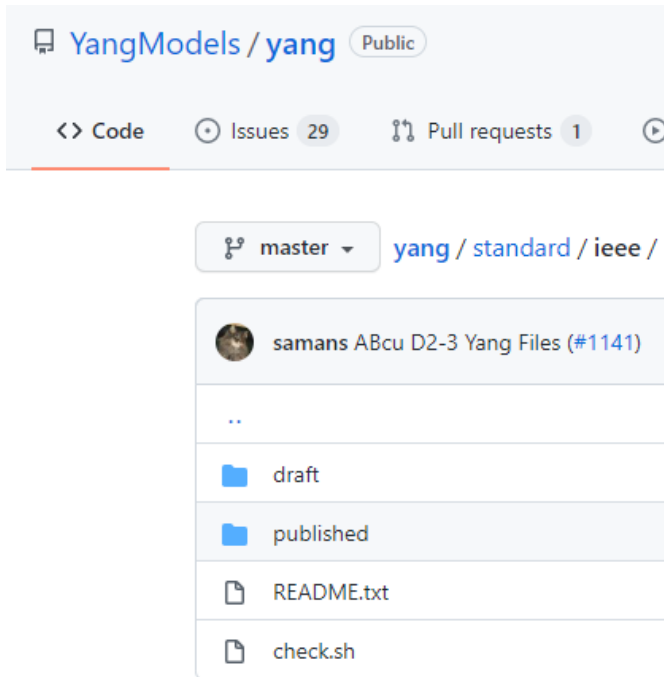 YangModels / yang Public
<> Code Issues 29 Pull requests 1
master yang / standard / ieee /
samans ABcu D2-3 Yang Files (#1141)
..
draft
published
README.txt
check.sh